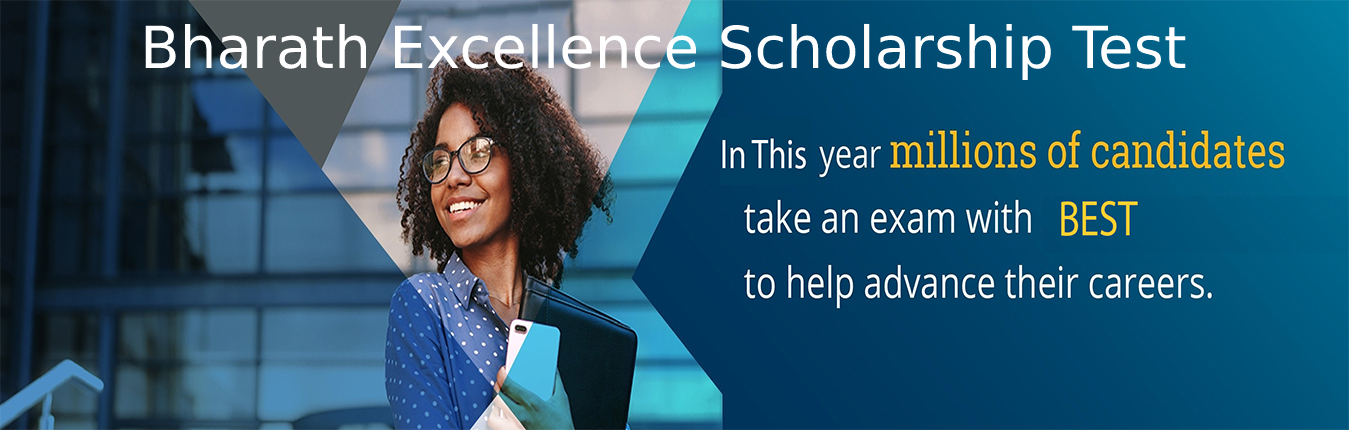 Bharath Excellence Scholarship Test
In This year millions of candidates
take an exam with BEST
to help advance their careers.